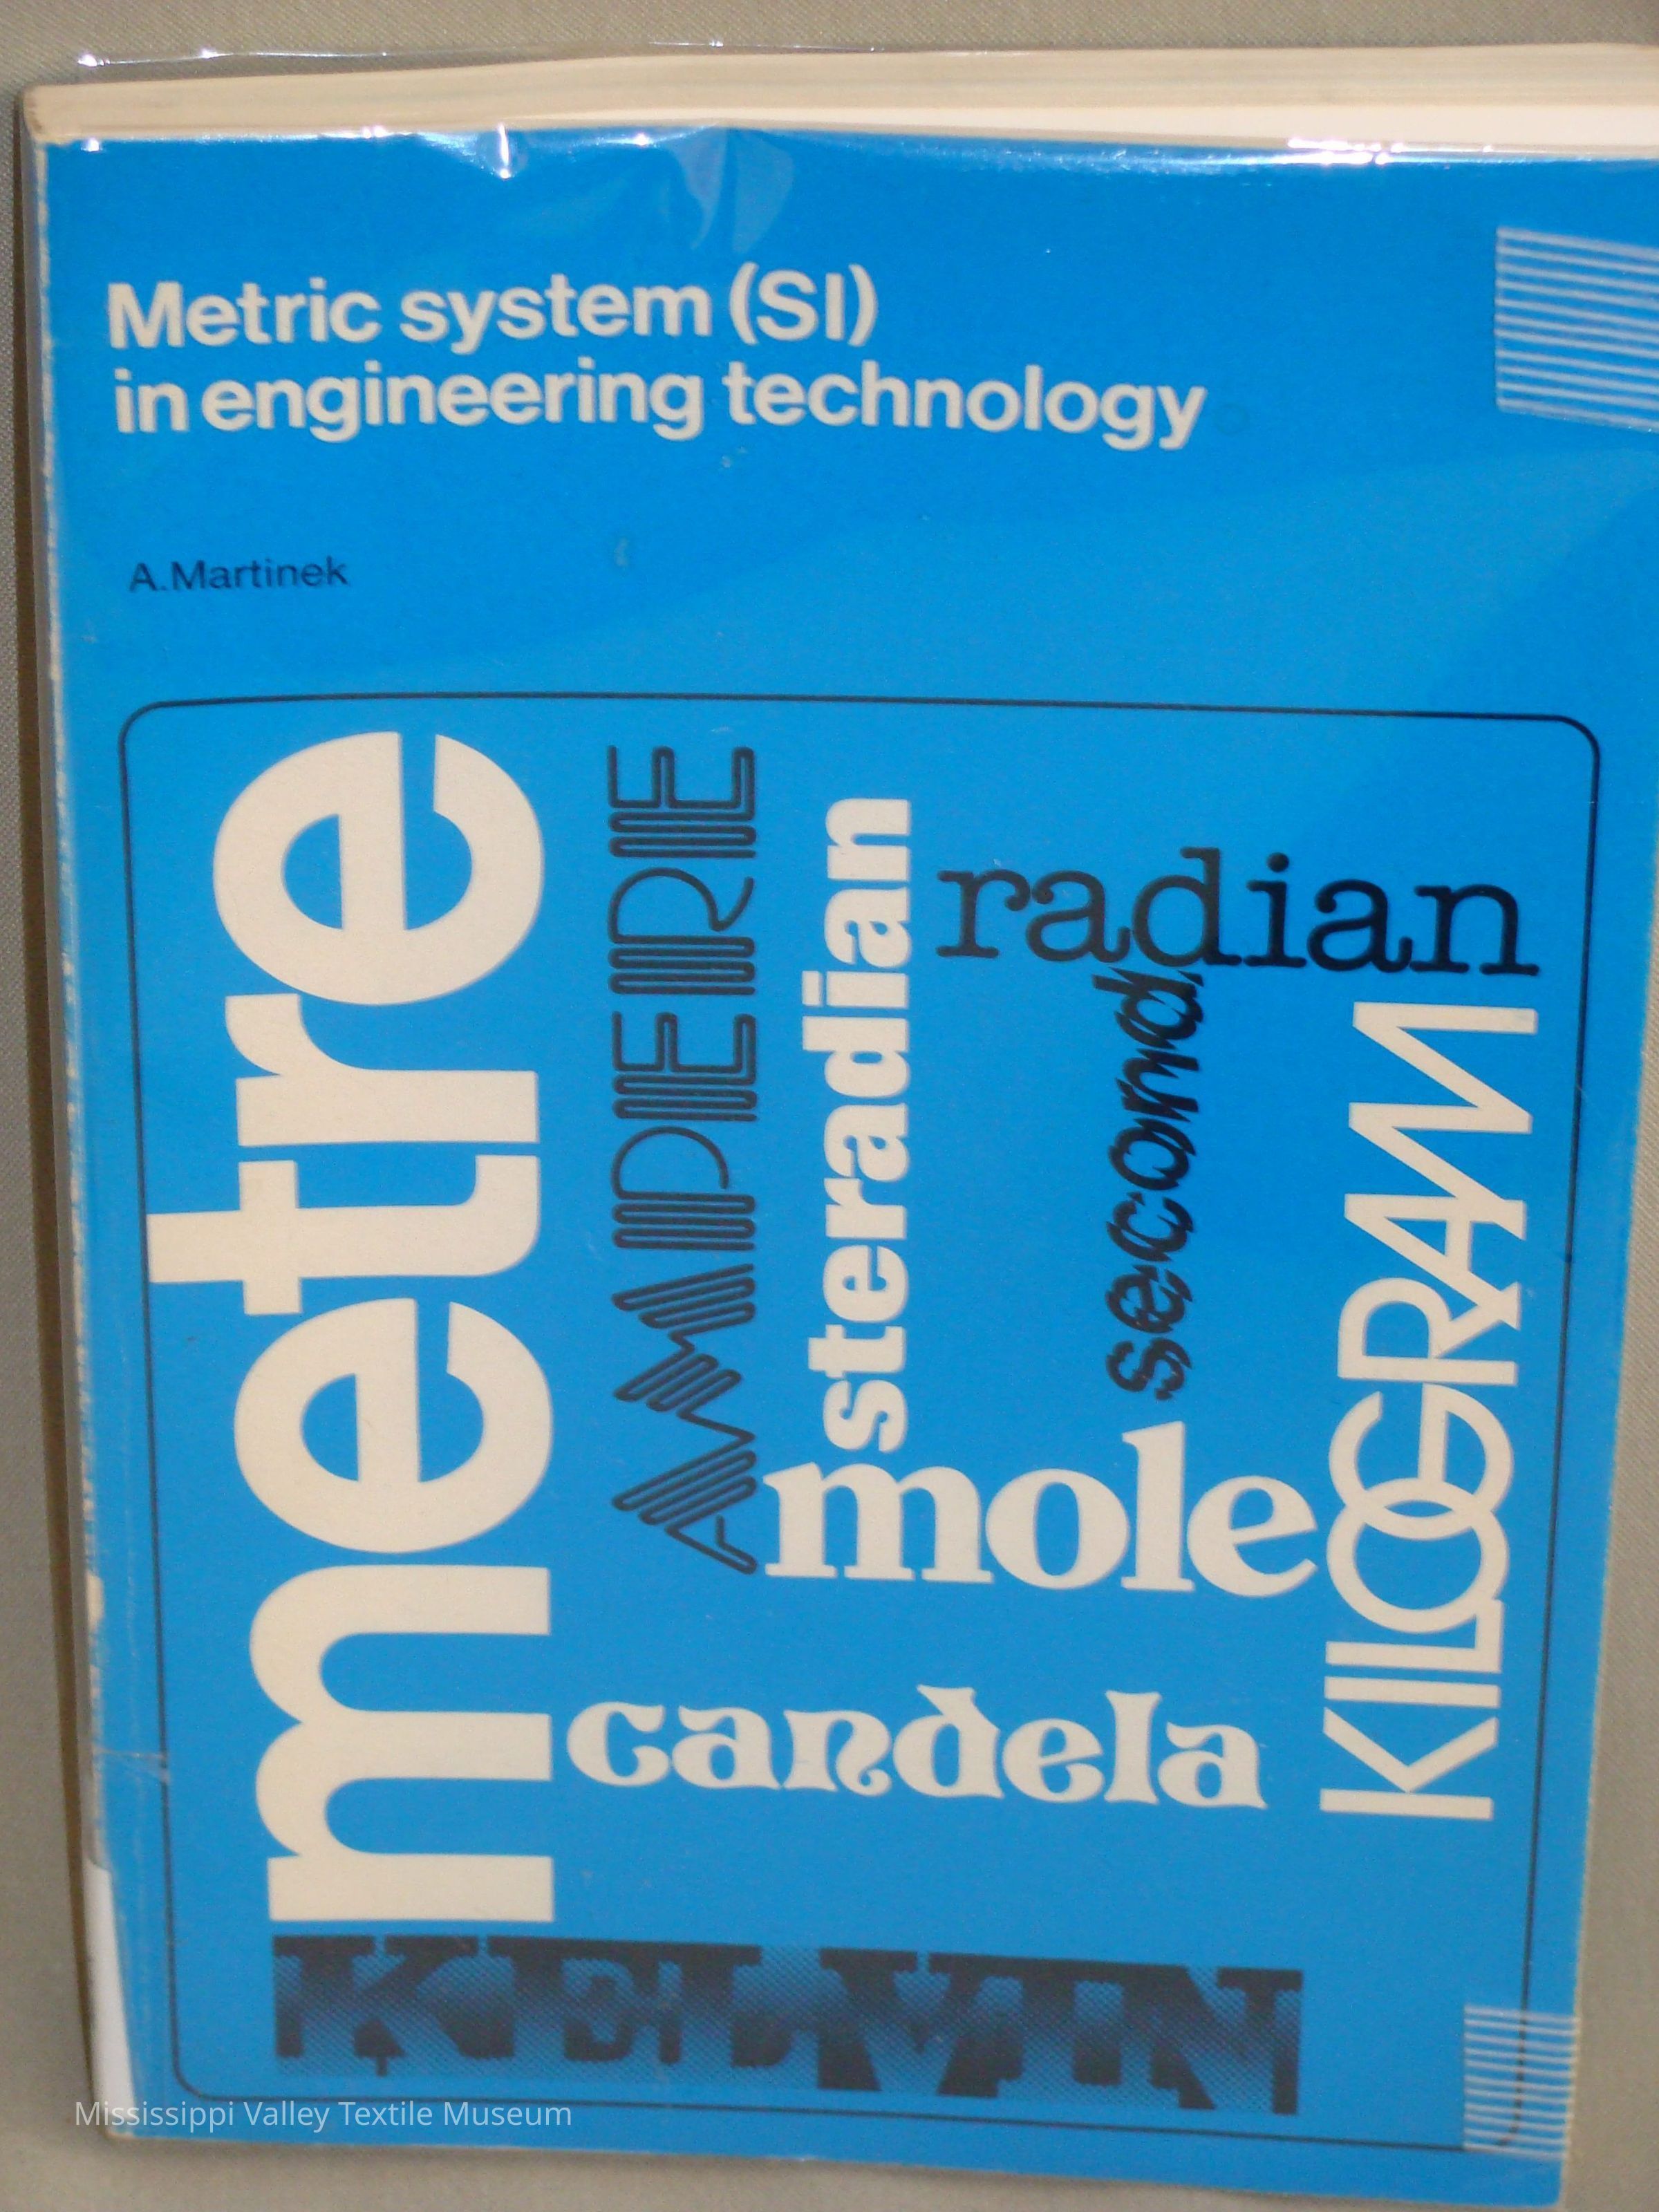 Metric system (SI)
in engineering technology
A.Martinek
metre
AMPERE
steradian
radian
second
KILOGRAM
mole
candela
KELVIN
Mississippi Valley Textile Museum